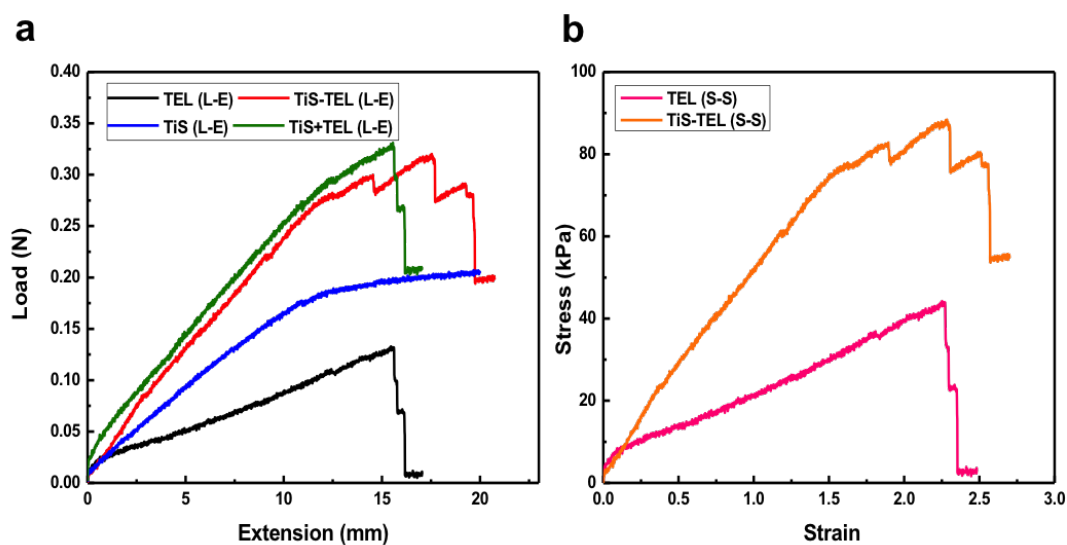 a
0.40
0.35
0.30
0.25
0.20
0.15
0.10
0.05
0.00
Load (N)
TEL (L-E) TiS-TEL (L-E)
TiS (L-E) TiS+TEL (L-E)
0 5 10 15 20
Extension (mm)
b
100
80
60
40
20
0
Stress (kPa)
TEL (S-S)
TiS-TEL (S-S)
0.0 0.5 1.0 1.5 2.0 2.5 3.0
Strain